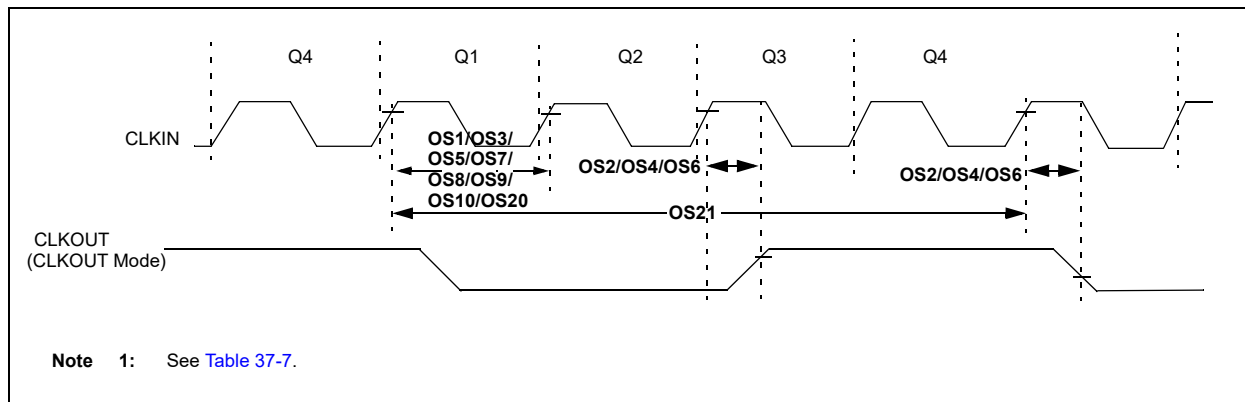 Q4 Q1 Q2 Q3 Q4
CLKIN
OS1/OS3/
OS5/OS7/
OS8/OS9/
OS10/OS20
OS2/OS4/OS6
OS2/OS4/OS6
OS21
CLKOUT
(CLKOUT Mode)
Note 1: See Table 37-7.